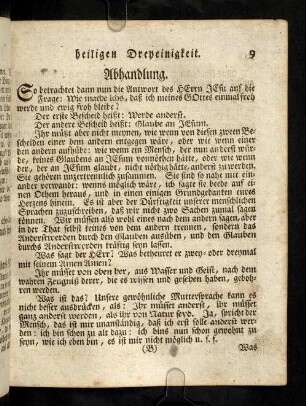 heiligen Dreyeinigkeit. 9
Abhandlung.
So betrachtet dann nun die Antwort des HErrn JEsu auf die
Frage: Wie mache ichs, daß ich meines GOttes einmal froh
werde und ewig froh bleibe?
Der erste Bescheid heißt: Werde anderst.
Der andere Bescheid heißt: Glaube an JEsum.
Ihr müßt aber nicht meynen, wie wenn von diesen zween Be-
scheiden einer dem andern entgegen wäre, oder wie wenn einer
den andern aufhübe: wie wenn ein Mensch, der nun anderst wür-
de, keines Glaubens an JEsum vonnöthen hätte, oder wie wenn
der, der an JEsum glaubt, nicht nöthig hätte, anderst zu werden.
Sie gehören unzertrennlich zusammen. Sie sind so nahe mit ein-
ander verwandt, wenns möglich wäre, ich sagte sie beede auf ei-
nen Othem heraus, und in einen einigen Grundgedanken eures
Herzens hinein. Es ist aber der Dürftigkeit unserer menschlichen
Sprachen zuzuschreiben, daß wir nicht zwo Sachen zumal sagen
können. Wir müssen also wohl eines nach dem andern sagen, aber
in der That selbst keines von dem andern trennen, sondern das
Anderstwerden durch den Glauben ausüben, und den Glauben
durchs Anderstwerden kräftig seyn lassen.
Was sagt der HErr? Was betheuret er zwey- oder dreymal
mit seinem Amen Amen?
Ihr müsset von oben her, aus Wasser und Geist, nach dem
wahren Zeugniß derer, die es wissen und gesehen haben, gebohr-
en werden.
Was ist das? Unsere gewöhnliche Muttersprache kann es
nicht besser ausdrücken, als: Ihr müsset anderst, ihr müsset
ganz anderst werden, als ihr von Natur seyd. Ja, spricht der
Mensch, das ist mir unanständig, daß ich erst solle anderst wer-
den: ich bin schon zu alt dazu: ich bins nun schon gewohnt zu
seyn, wie ich eben bin, es ist mir nicht möglich u. s. f.
(B) Was